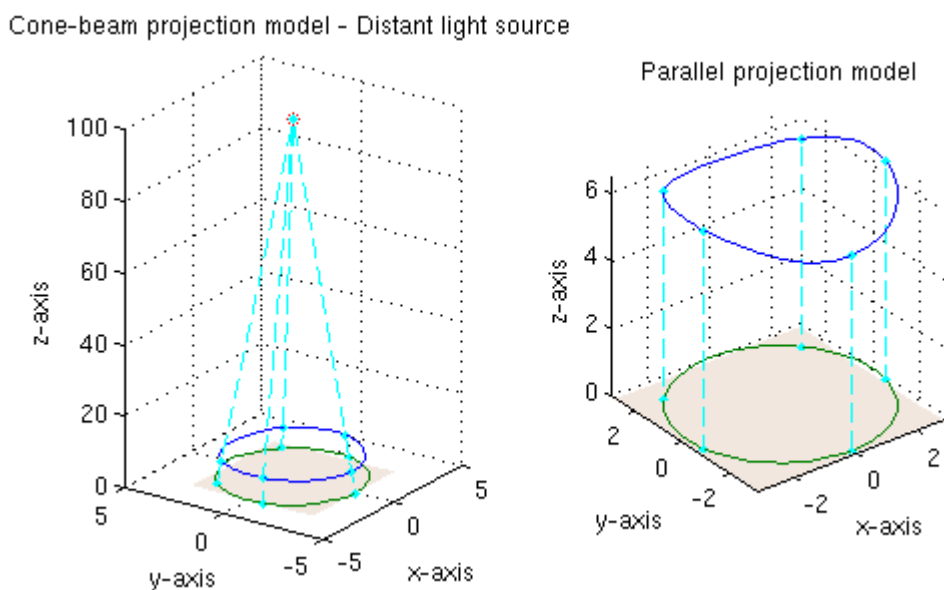 Cone-beam projection model - Distant light source
100
80
60
40
20
0
z-axis
5
0
-5
y-axis
-5
0
5
x-axis
Parallel projection model
6
4
2
0
z-axis
2
0
-2
y-axis
-2
0
2
x-axis